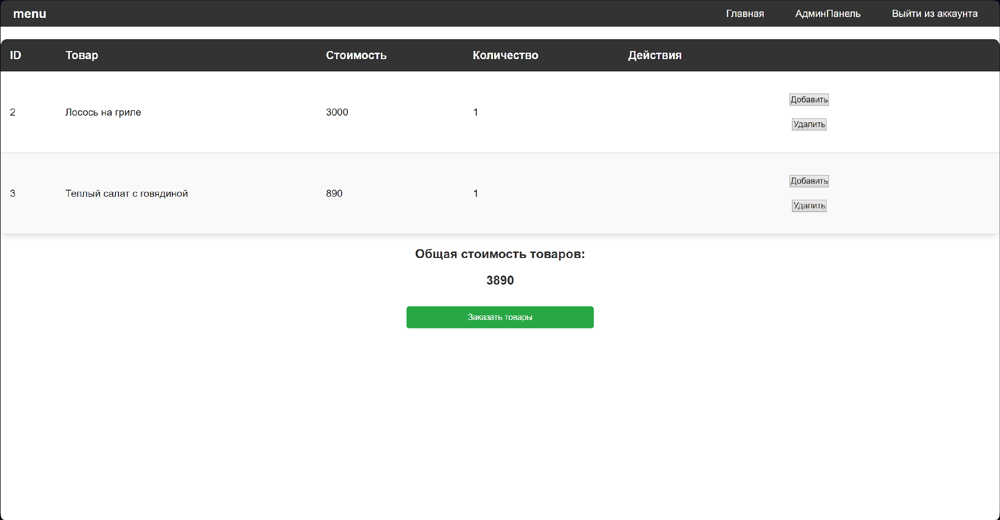 menu Главная АдминПанель Выйти из аккаунта
ID Товар Стоимость Количество Действия
2 Лосось на гриле 3000 1
Добавить
Удалить
3 Теплый салат с говядиной 890 1
Добавить
Удалить
Общая стоимость товаров:
3890
Заказать товары